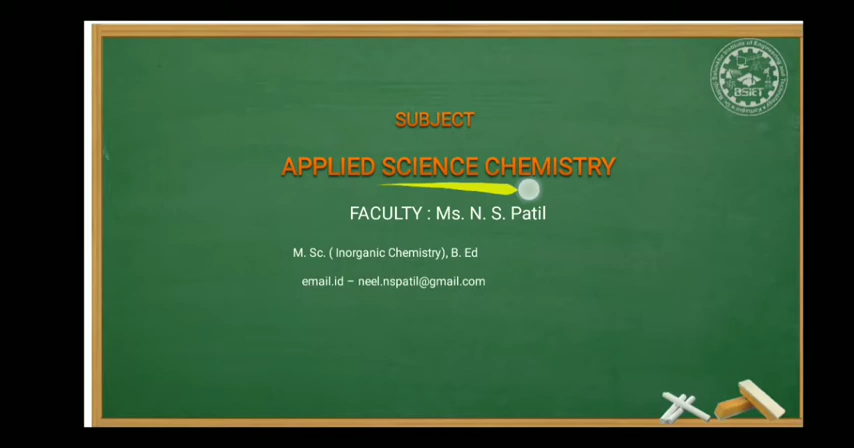 SUBJECT
APPLIED SCIENCE CHEMISTRY
FACULTY : Ms. N. S. Patil
M. Sc. ( Inorganic Chemistry), B. Ed
email.id – neel.nspatil@gmail.com
BSIET